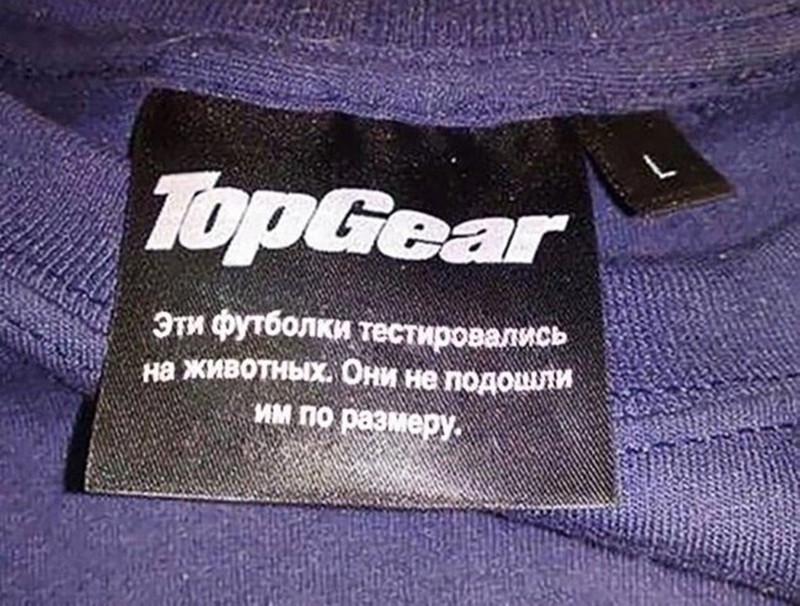 TopGear
L
Эти футболки тестировались
на животных. Они не подошли
им по размеру.